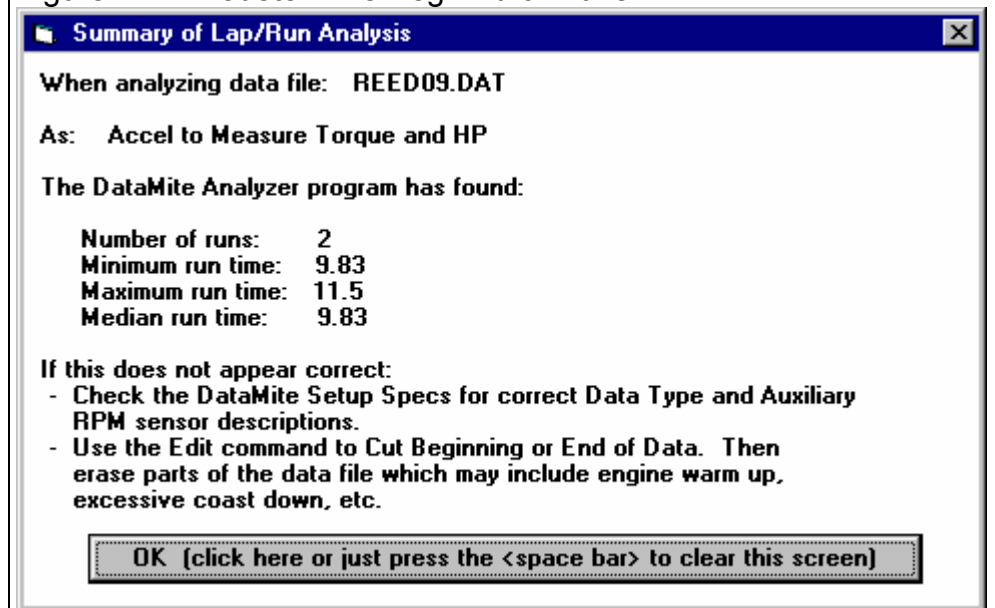 Summary of Lap/Run Analysis
When analyzing data file: REED09.DAT
As: Accel to Measure Torque and HP
The DataMite Analyzer program has found:
Number of runs: 2
Minimum run time: 9.83
Maximum run time: 11.5
Median run time: 9.83
If this does not appear correct:
- Check the DataMite Setup Specs for correct Data Type and Auxiliary
RPM sensor descriptions.
- Use the Edit command to Cut Beginning or End of Data. Then
erase parts of the data file which may include engine warm up,
excessive coast down, etc.
OK (click here or just press the <space bar> to clear this screen)